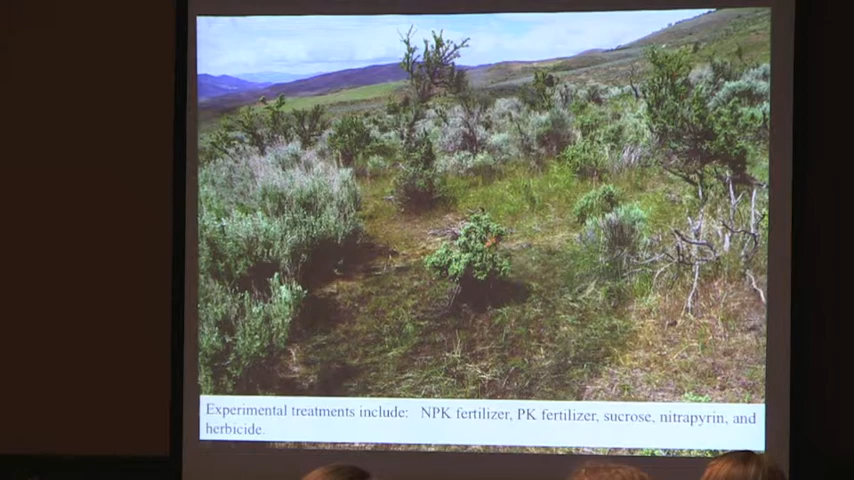 Experimental treatments include: NPK fertilizer, PK fertilizer, sucrose, nitrapyrin, and
herbicide.